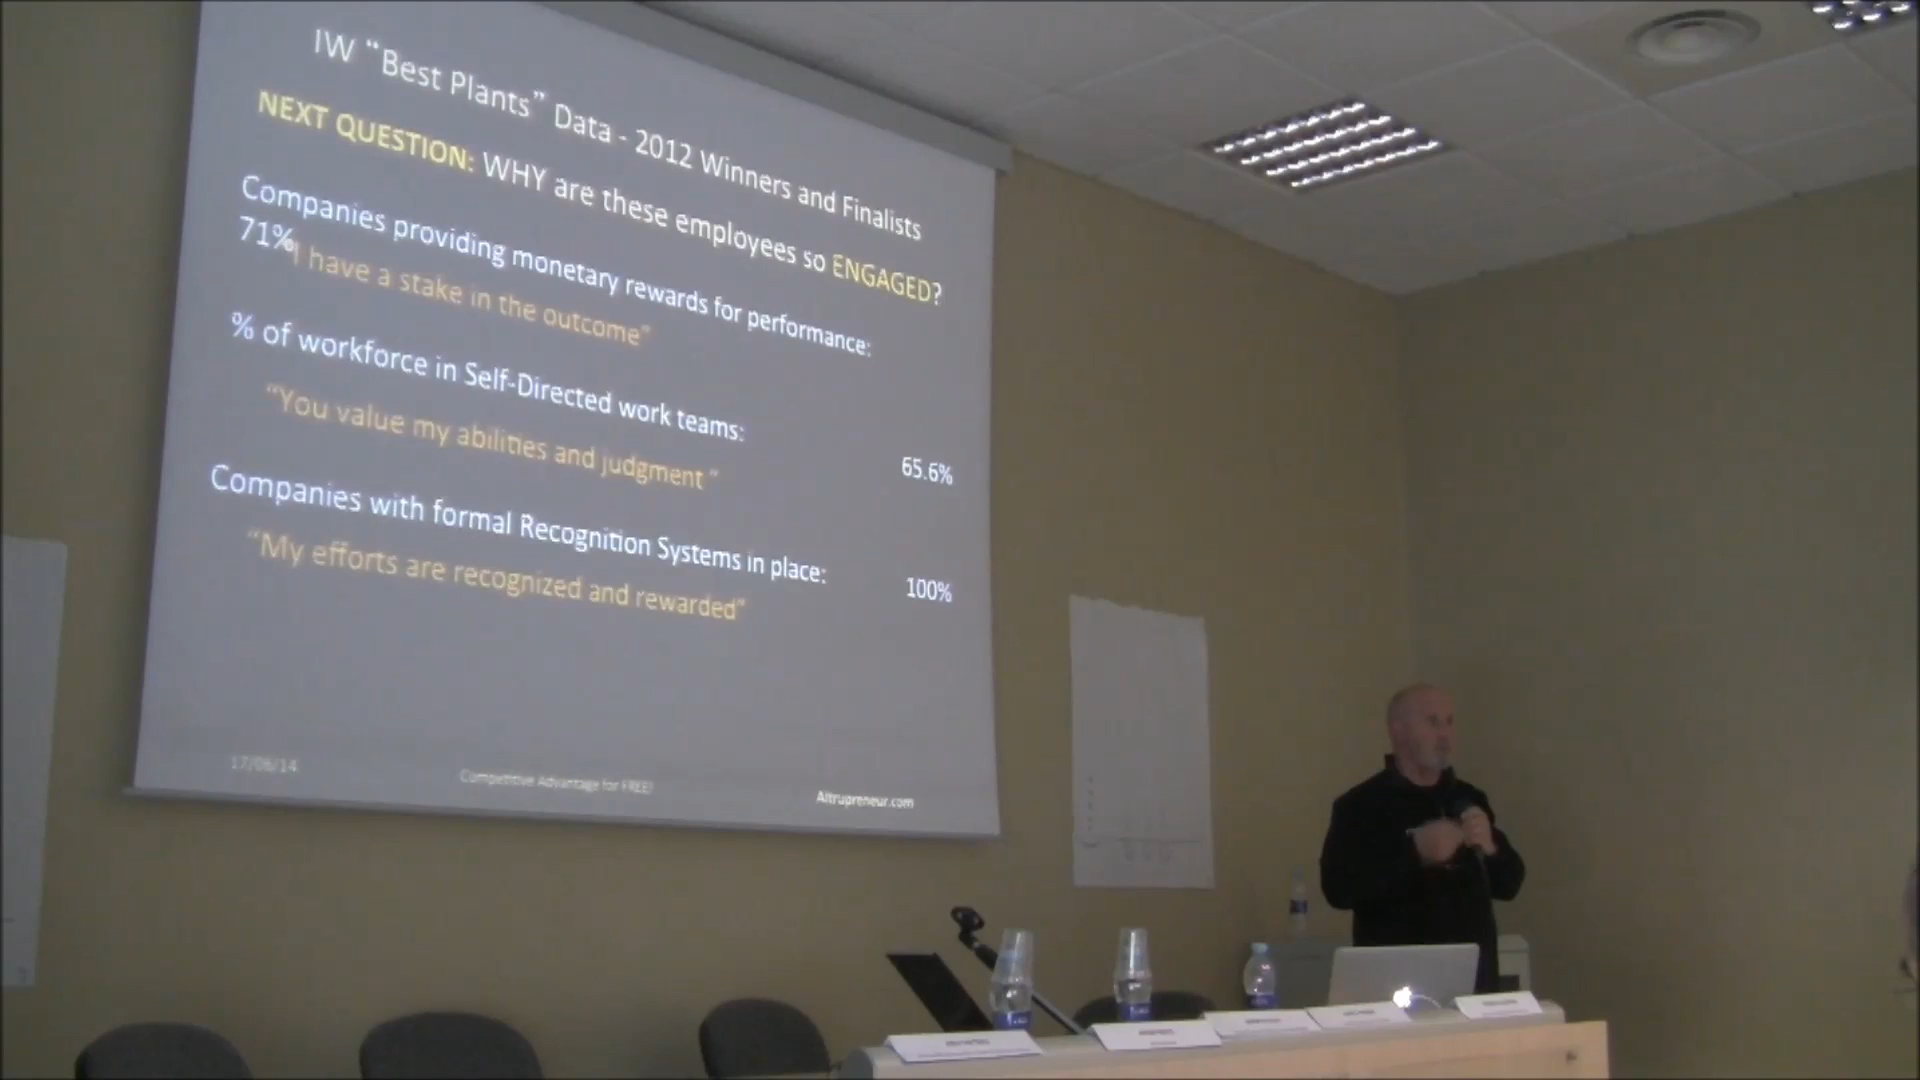 IW “Best Plants” Data - 2012 Winners and Finalists
NEXT QUESTION: WHY are these employees so ENGAGED?
Companies providing monetary rewards for performance:
71%
I have a stake in the outcome”
% of workforce in Self-Directed work teams:
65.6%
“You value my abilities and judgment ”
Companies with formal Recognition Systems in place:
100%
“My efforts are recognized and rewarded”
17/06/14
Competitive Advantage for FREE!
Altrupreneur.com